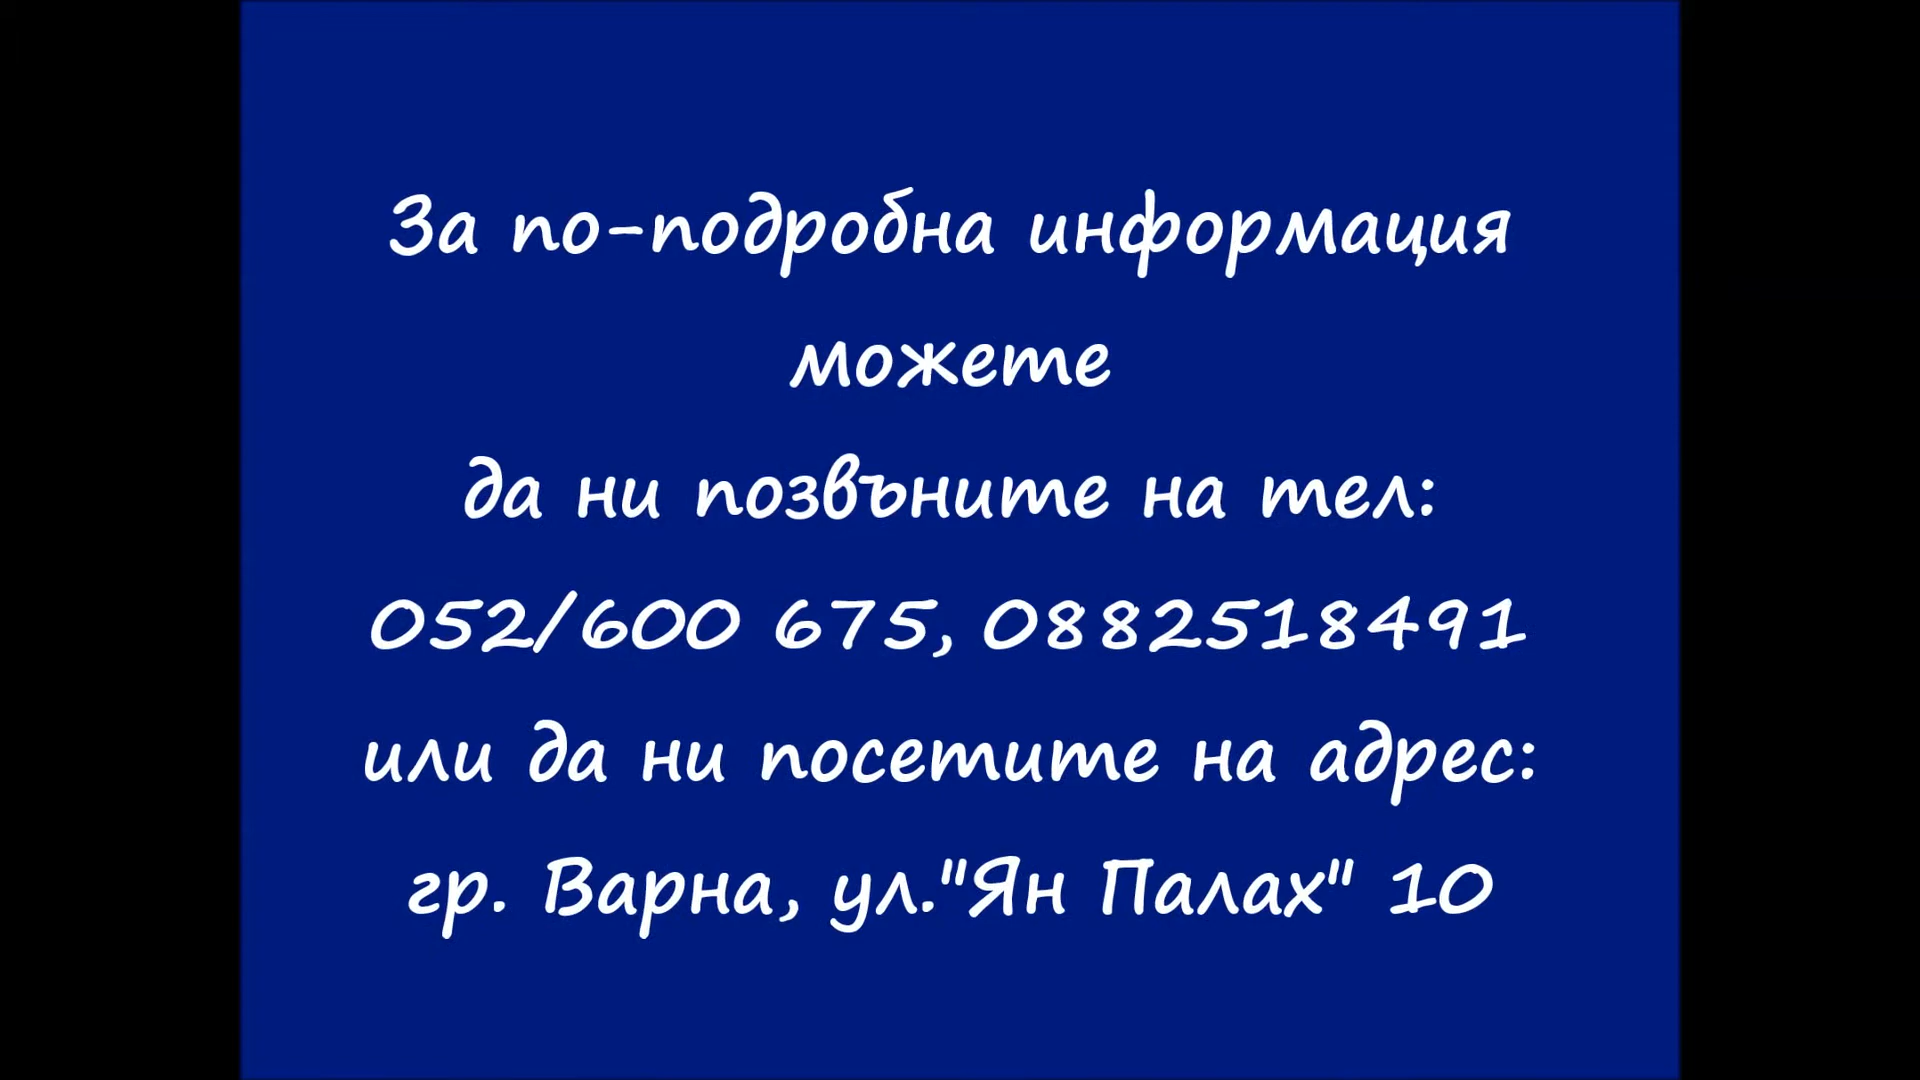 За по-подробна информация
можете
да ни позвъните на тел:
052/600 675, 0882518491
или да ни посетите на адрес:
гр. Варна, ул."Ян Палах" 10